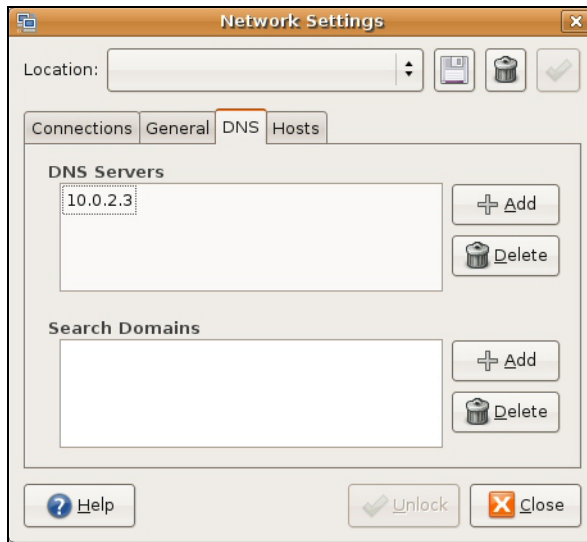 Network Settings
Location:
Connections General DNS Hosts
DNS Servers
10.0.2.3
Add
Delete
Search Domains
Add
Delete
Help Unlock Close